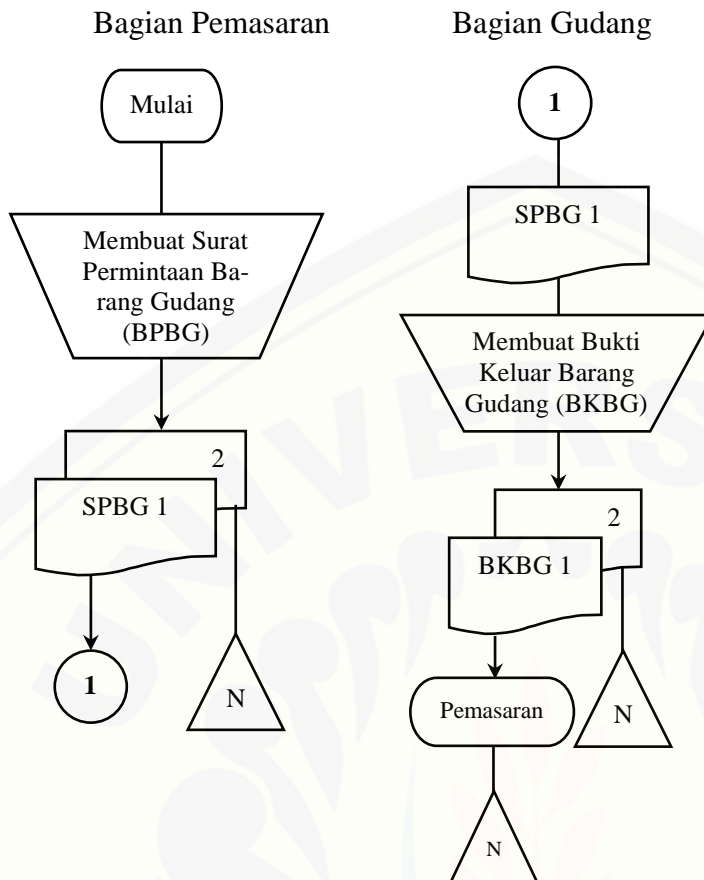 Bagian Pemasaran
Mulai
Membuat Surat
Permintaan Ba-
rang Gudang
(BPBG)
2
SPBG 1
1
N
Bagian Gudang
1
SPBG 1
Membuat Bukti
Keluar Barang
Gudang (BKBG)
2
BKBG 1
Pemasaran
N
N
UNIVERS